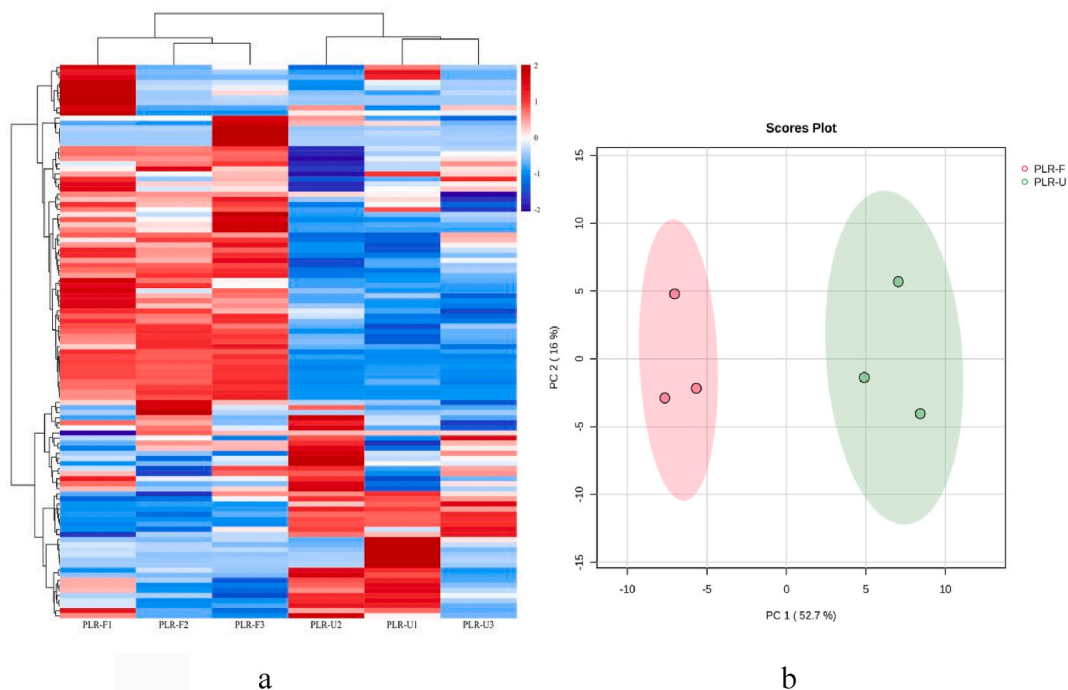 2
1
0
-1
-2
PLR-F1 PLR-F2 PLR-F3 PLR-U2 PLR-U1 PLR-U3
a
Scores Plot
PLR-F
PLR-U
15
10
5
0
-5
-10
-15
PC 2 ( 16 %)
-10 -5 0 5 10
PC 1 ( 52.7 %)
b